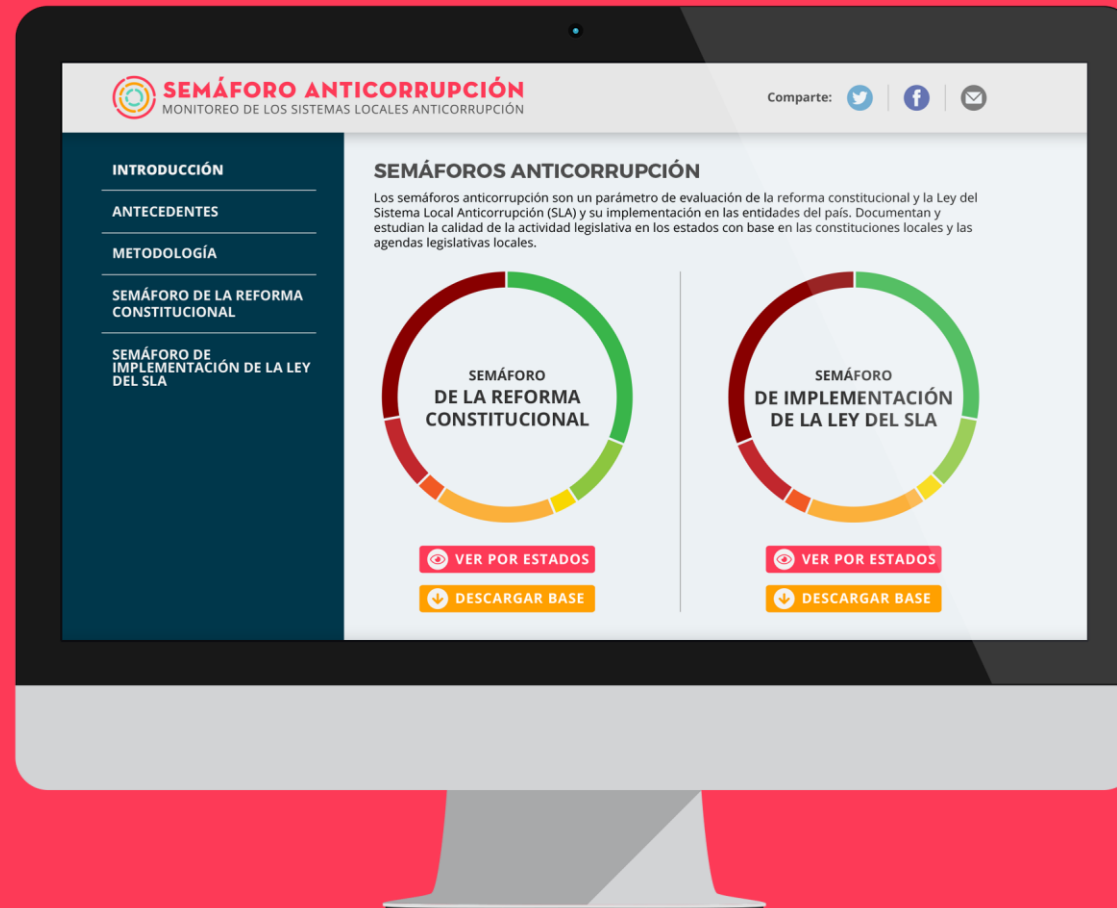 SEMÁFORO ANTICORRUPCIÓN
MONITOREO DE LOS SISTEMAS LOCALES ANTICORRUPCIÓN
Comparte:
INTRODUCCIÓN
ANTECEDENTES
METODOLOGÍA
SEMÁFORO DE LA REFORMA
CONSTITUCIONAL
SEMÁFORO DE
IMPLEMENTACIÓN DE LA LEY
DEL SLA
SEMÁFOROS ANTICORRUPCIÓN
Los semáforos anticorrupción son un parámetro de evaluación de la reforma constitucional y la Ley del
Sistema Local Anticorrupción (SLA) y su implementación en las entidades del país. Documentan y
estudian la calidad de la actividad legislativa en los estados con base en las constituciones locales y las
agendas legislativas locales.
SEMÁFORO
DE LA REFORMA
CONSTITUCIONAL
VER POR ESTADOS
DESCARGAR BASE
SEMÁFORO
DE IMPLEMENTACIÓN
DE LA LEY DEL SLA
VER POR ESTADOS
DESCARGAR BASE